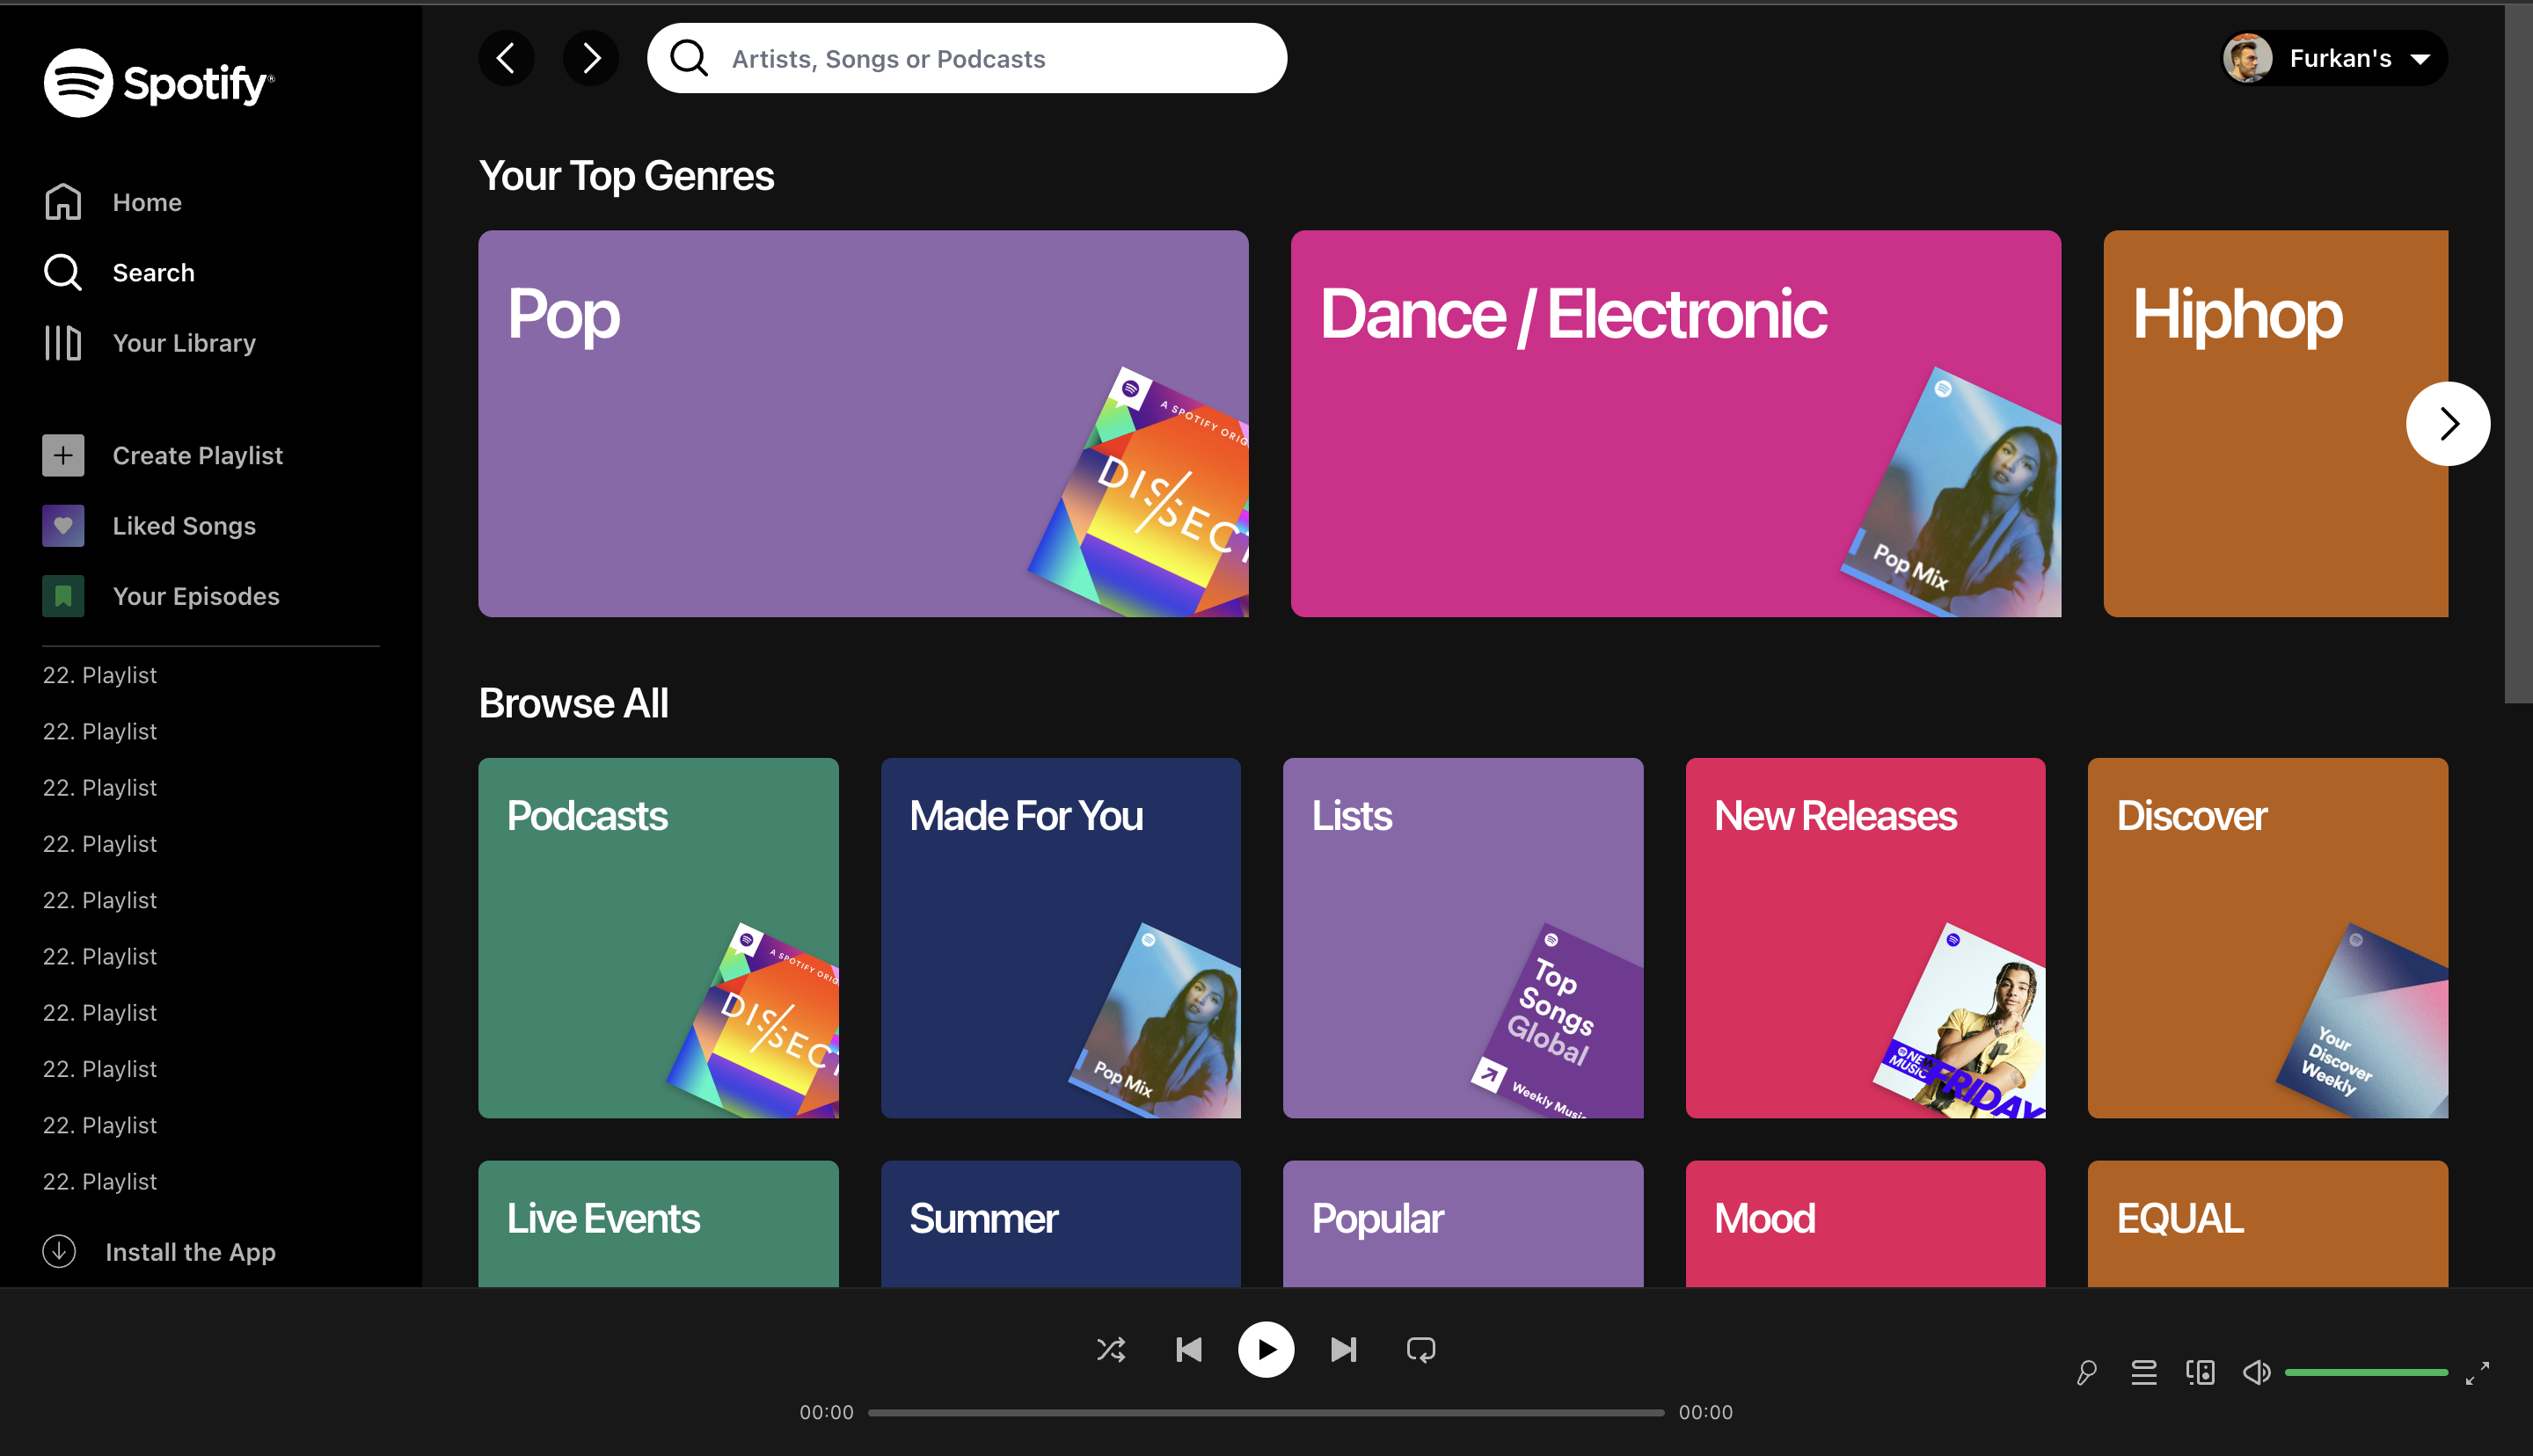 Spotify®
Home
Search
Your Library
Create Playlist
Liked Songs
Your Episodes
22. Playlist
22. Playlist
22. Playlist
22. Playlist
22. Playlist
22. Playlist
22. Playlist
22. Playlist
22. Playlist
22. Playlist
Install the App
Artists, Songs or Podcasts
Furkan's
Your Top Genres
Pop
A SPOTIFY ORIG
DISSECT
Dance / Electronic
Pop Mix
Hiphop
Browse All
Podcasts
A SPOTIFY ORIG
DISSECT
Made For You
Pop Mix
Lists
Top
Songs
Global
Weekly Music
New Releases
NEW
MUSIC
FRIDAY
Discover
Your
Discover
Weekly
Live Events
Summer
Popular
Mood
EQUAL
00:00
00:00